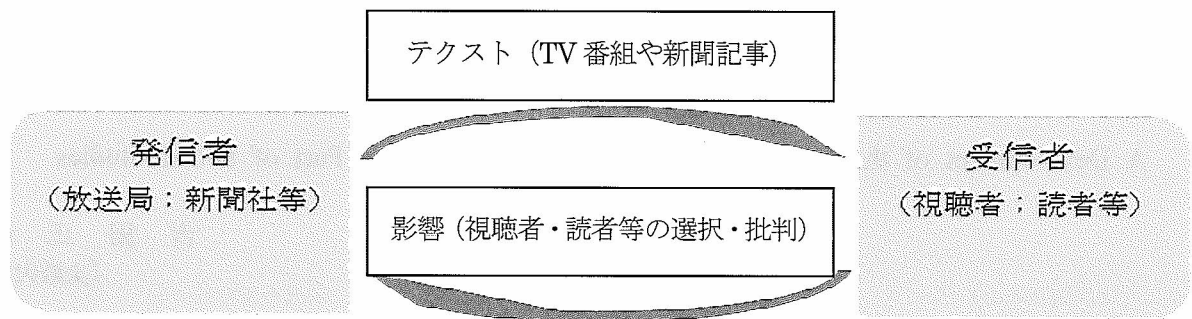 テクスト（TV 番組や新聞記事）
発信者
（放送局；新聞社等）
受信者
（視聴者；読者等）
影響（視聴者・読者等の選択・批判）